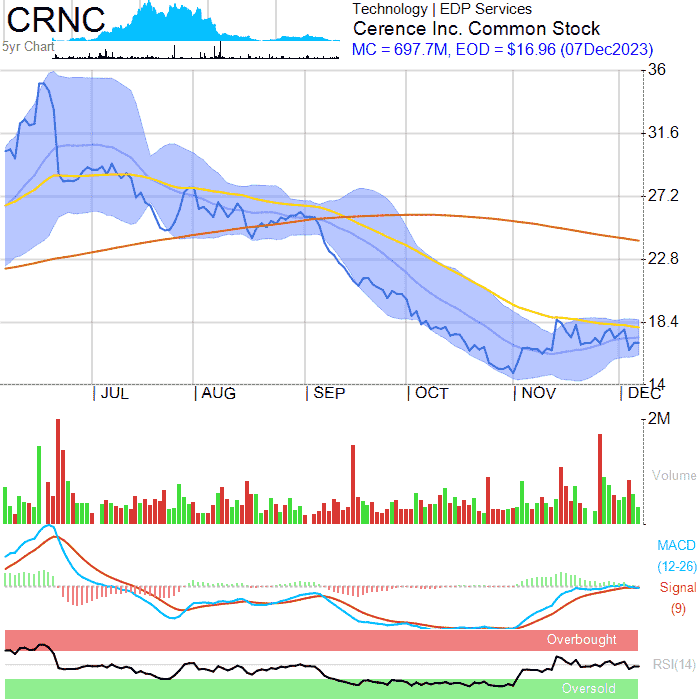 CRNC
5yr Chart
Technology | EDP Services
Cerence Inc. Common Stock
MC = 697.7M, EOD = $16.96 (07Dec2023)
36
31.6
27.2
22.8
18.4
14
JUL AUG SEP OCT NOV DEC
2M
Volume
MACD
(12-26)
Signal
(9)
Overbought
RSI(14)
Oversold